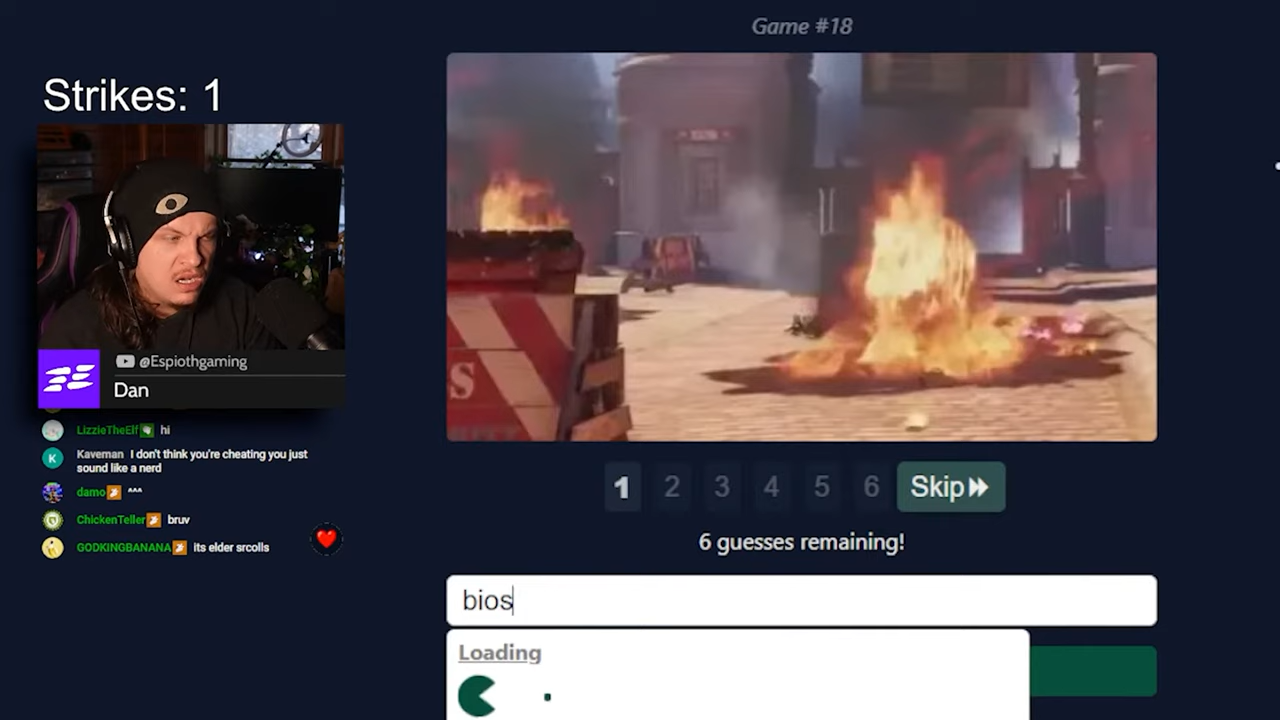 Game #18
Strikes: 1
@Espiothgaming
Dan
LizzieTheElf hi
K Kaveman I don't think you're cheating you just
sound like a nerd
damo ^^^
ChickenTeller bruv
GODKINGBANANA its elder srcolls
S
1 2 3 4 5 6 Skip
6 guesses remaining!
bios
Loading